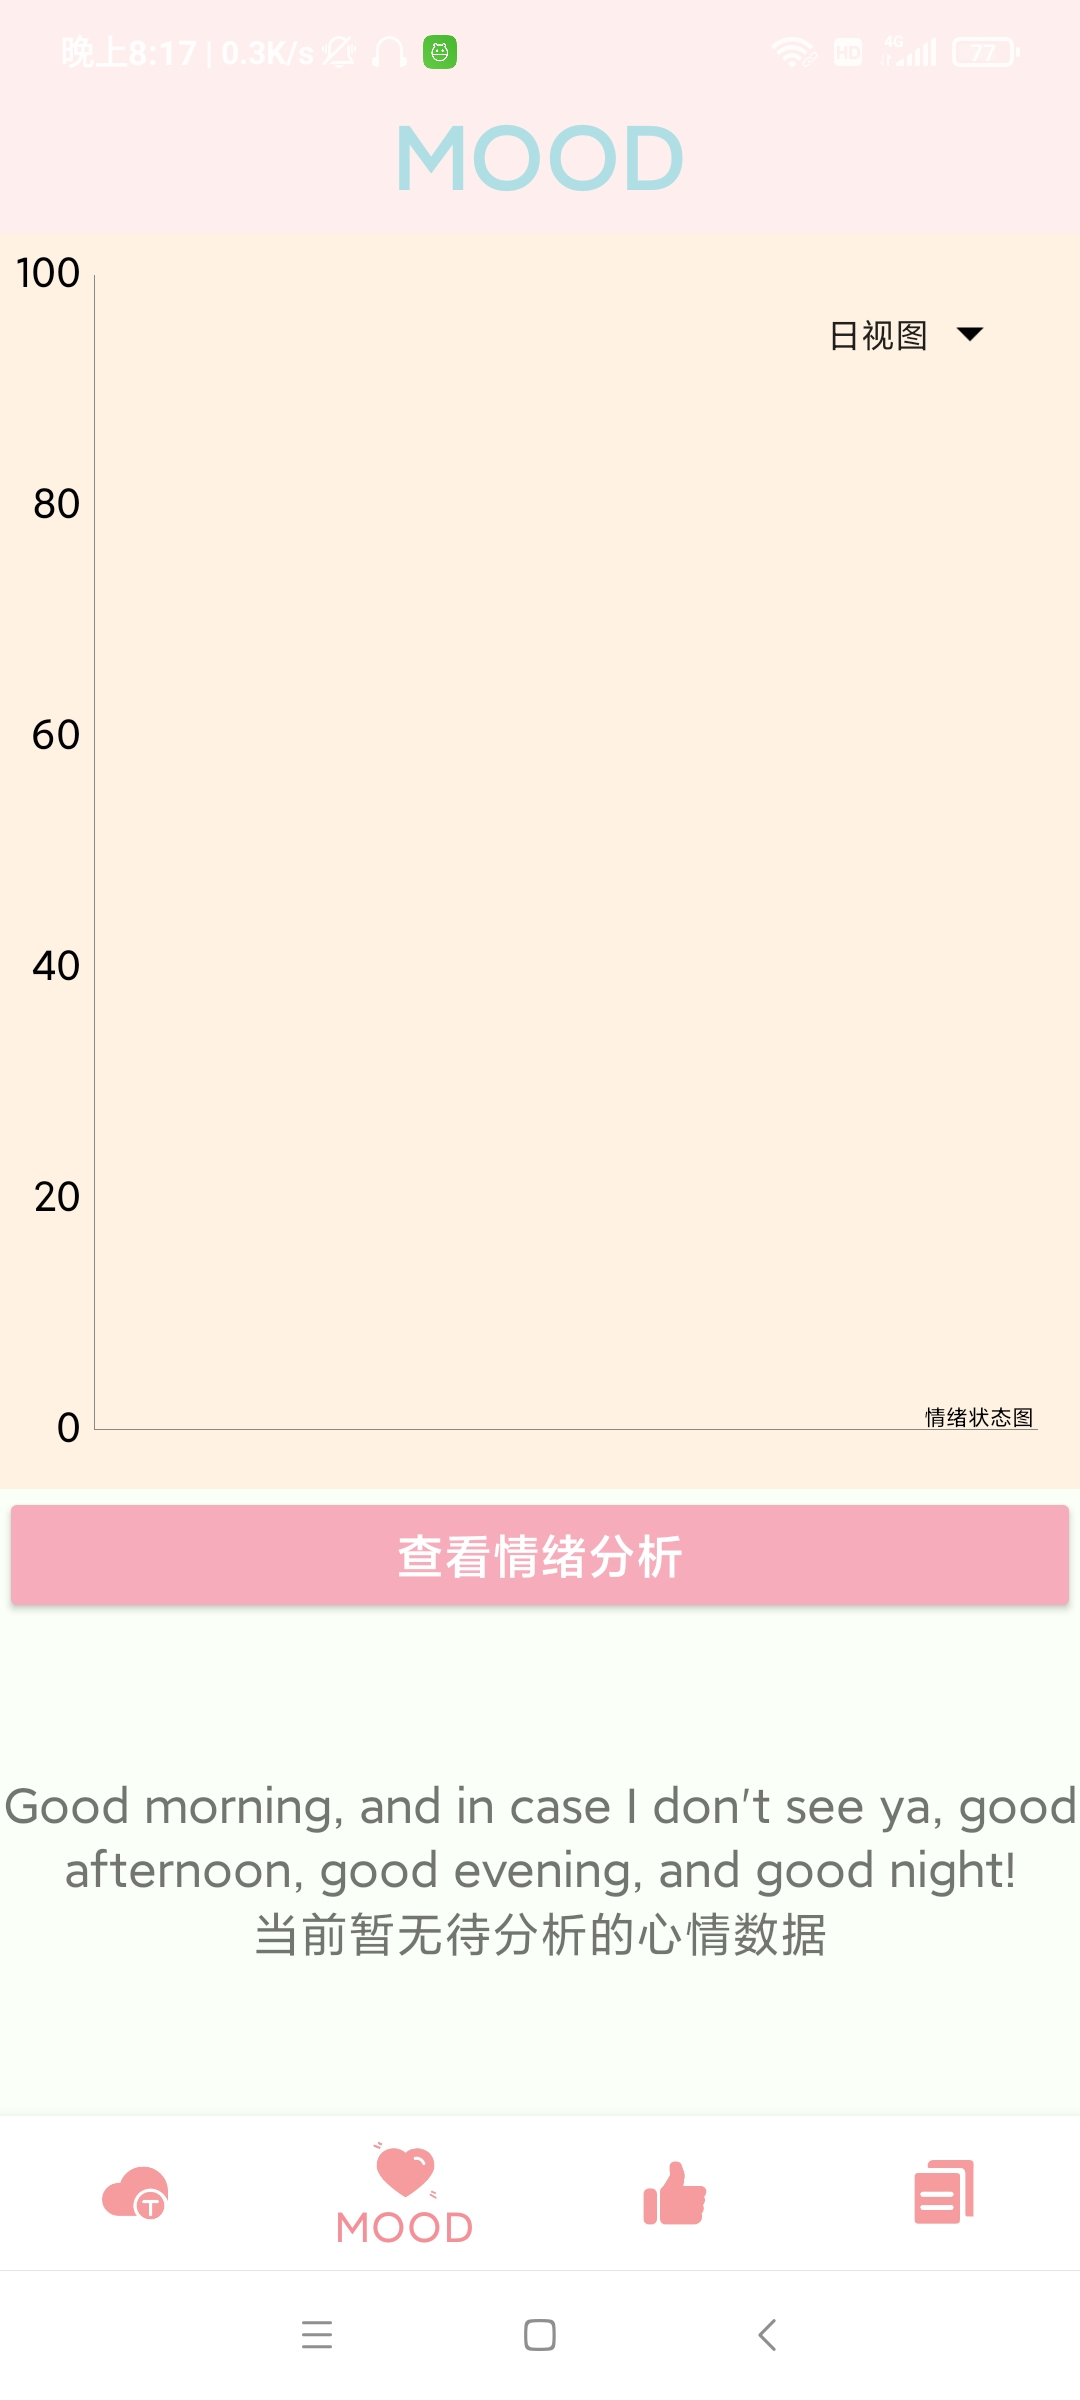 晚上8:17 | 0.3K/s
HD 4G 77
MOOD
100
日视图
80
60
40
20
0
情绪状态图
查看情绪分析
Good morning, and in case I don't see ya, good
afternoon, good evening, and good night!
当前暂无待分析的心情数据
T
MOOD